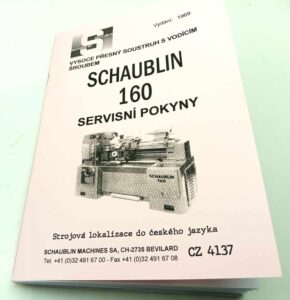 Vydání: 1969
S
VYSOCE PŘESNÝ SOUSTRUH S VODÍCÍM
ŠROUBEM
SCHAUBLIN
160
SERVISNÍ POKYNY
SCHAUBLIN
160
Strojová lokalizace do českého jazyka
SCHAUBLIN MACHINES SA, CH-2735 BEVILARD
Tel. +41 (0)32 491 67 00 - Fax +41 (0)32 491 67 08
CZ 4137